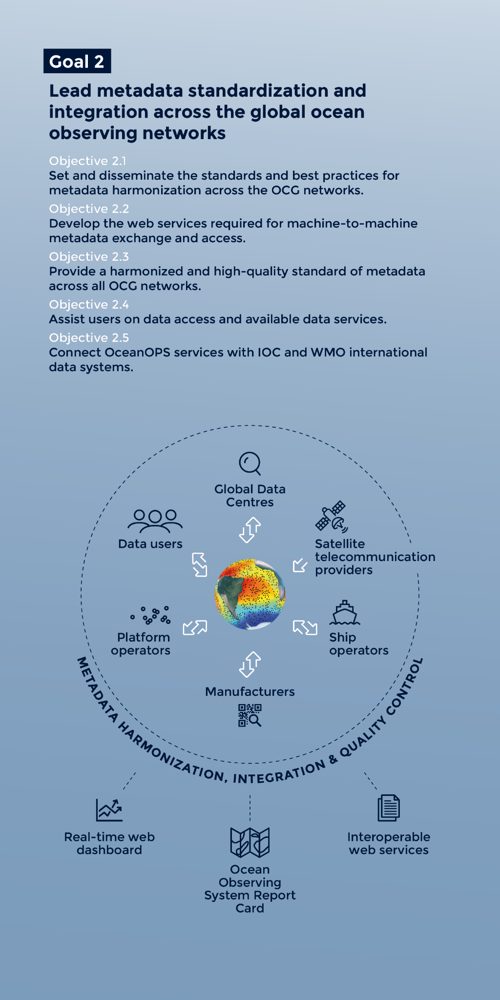 Goal 2
Lead metadata standardization and
integration across the global ocean
observing networks
Objective 2.1
Set and disseminate the standards and best practices for
metadata harmonization across the OCG networks.
Objective 2.2
Develop the web services required for machine-to-machine
metadata exchange and access.
Objective 2.3
Provide a harmonized and high-quality standard of metadata
across all OCG networks.
Objective 2.4
Assist users on data access and available data services.
Objective 2.5
Connect OceanOPS services with IOC and WMO international
data systems.
Global Data
Centres
Data users
Satellite
telecommunication
providers
Platform
operators
Ship
operators
Manufacturers
METADATA HARMONIZATION, INTEGRATION & QUALITY CONTROL
Real-time web
dashboard
Ocean
Observing
System Report
Card
Interoperable
web services